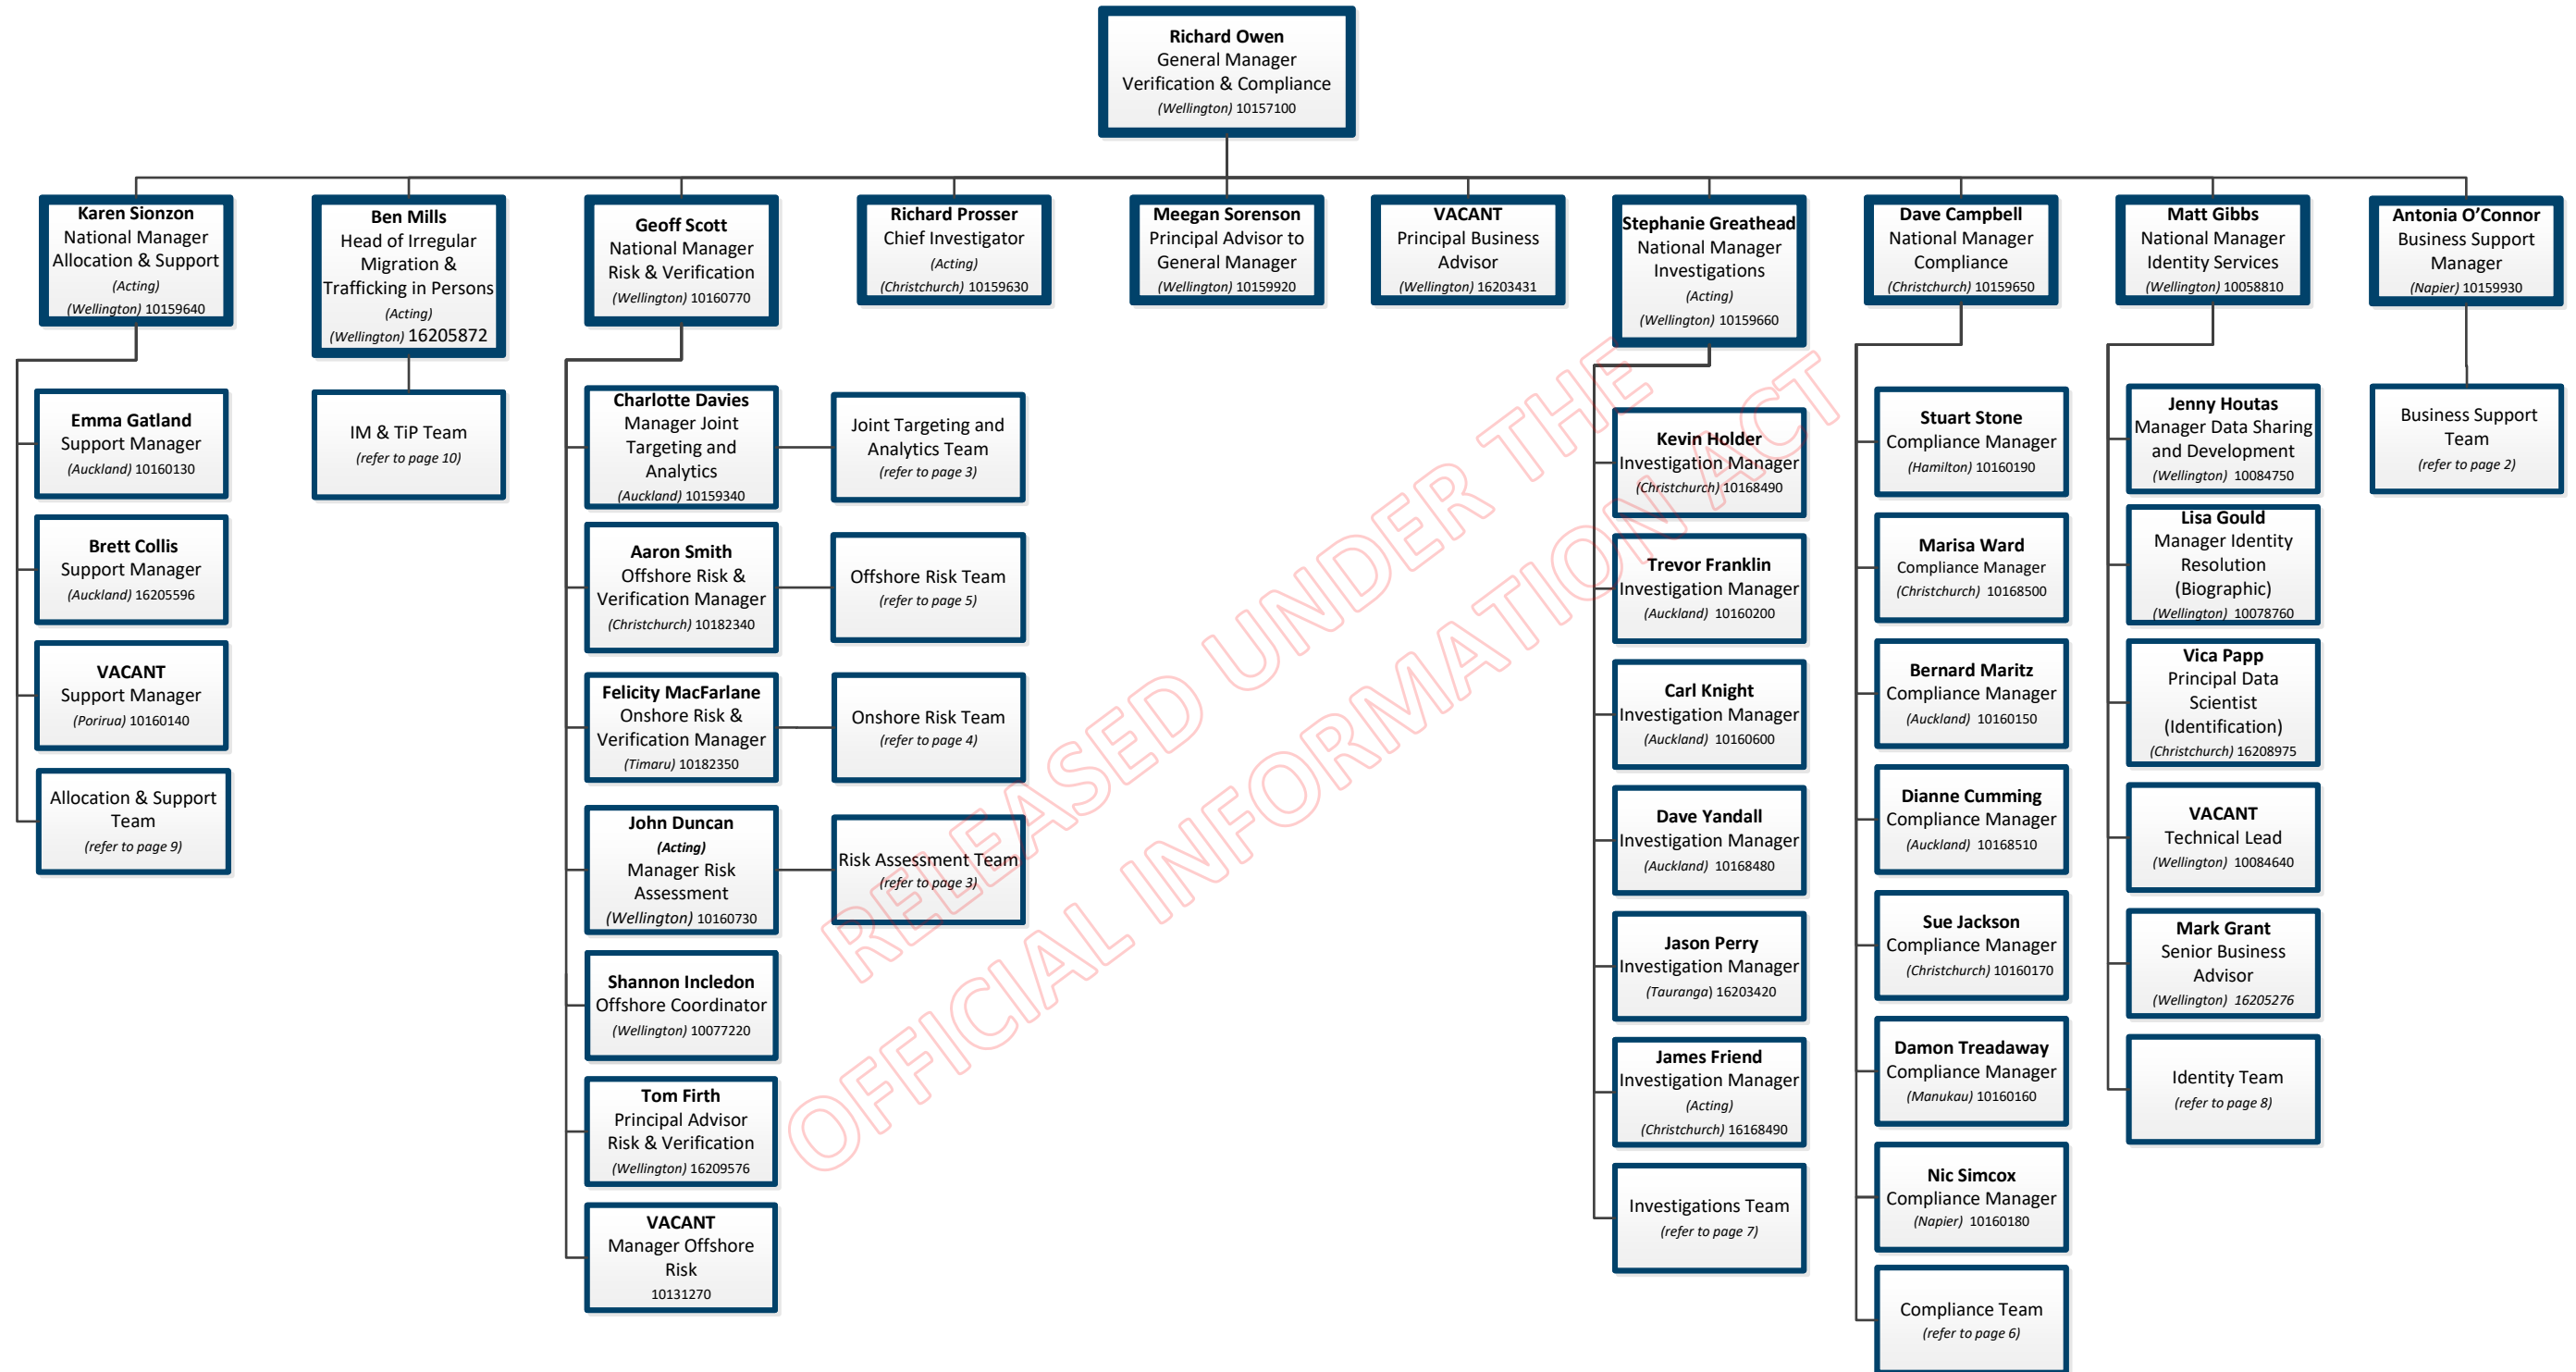 Richard Owen
General Manager
Verification & Compliance
(Wellington) 10157100
Karen Sionzon
National Manager
Allocation & Support
(Acting)
(Wellington) 10159640
Ben Mills
Head of Irregular
Migration &
Trafficking in Persons
(Acting)
(Wellington) 16205872
Geoff Scott
National Manager
Risk & Verification
(Wellington) 10160770
Richard Prosser
Chief Investigator
(Acting)
(Christchurch) 10159630
Meegan Sorenson
Principal Advisor to
General Manager
(Wellington) 10159920
VACANT
Principal Business
Advisor
(Wellington) 16203431
Stephanie Greathead
National Manager
Investigations
(Acting)
(Wellington) 10159660
Dave Campbell
National Manager
Compliance
(Christchurch) 10159650
Matt Gibbs
National Manager
Identity Services
(Wellington) 10058810
Antonia O’Connor
Business Support
Manager
(Napier) 10159930
Emma Gatland
Support Manager
(Auckland) 10160130
Brett Collis
Support Manager
(Auckland) 16205596
VACANT
Support Manager
(Porirua) 10160140
Allocation & Support
Team
(refer to page 9)
IM & TiP Team
(refer to page 10)
Charlotte Davies
Manager Joint
Targeting and
Analytics
(Auckland) 10159340
Joint Targeting and
Analytics Team
(refer to page 3)
Aaron Smith
Offshore Risk &
Verification Manager
(Christchurch) 10182340
Offshore Risk Team
(refer to page 5)
Felicity MacFarlane
Onshore Risk &
Verification Manager
(Timaru) 10182350
Onshore Risk Team
(refer to page 4)
John Duncan
(Acting)
Manager Risk
Assessment
(Wellington) 10160730
Risk Assessment Team
(refer to page 3)
Shannon Incledon
Offshore Coordinator
(Wellington) 10077220
Tom Firth
Principal Advisor
Risk & Verification
(Wellington) 16209576
VACANT
Manager Offshore
Risk
10131270
Kevin Holder
Investigation Manager
(Christchurch) 10168490
Trevor Franklin
Investigation Manager
(Auckland) 10160200
Carl Knight
Investigation Manager
(Auckland) 10160600
Dave Yandall
Investigation Manager
(Auckland) 10168480
Jason Perry
Investigation Manager
(Tauranga) 16203420
James Friend
Investigation Manager
(Acting)
(Christchurch) 16168490
Investigations Team
(refer to page 7)
Stuart Stone
Compliance Manager
(Hamilton) 10160190
Marisa Ward
Compliance Manager
(Christchurch) 10168500
Bernard Maritz
Compliance Manager
(Auckland) 10160150
Dianne Cumming
Compliance Manager
(Auckland) 10168510
Sue Jackson
Compliance Manager
(Christchurch) 10160170
Damon Treadaway
Compliance Manager
(Manukau) 10160160
Nic Simcox
Compliance Manager
(Napier) 10160180
Compliance Team
(refer to page 6)
Jenny Houtas
Manager Data Sharing
and Development
(Wellington) 10084750
Lisa Gould
Manager Identity
Resolution
(Biographic)
(Wellington) 10078760
Vica Papp
Principal Data
Scientist
(Identification)
(Christchurch) 16208975
VACANT
Technical Lead
(Wellington) 10084640
Mark Grant
Senior Business
Advisor
(Wellington) 16205276
Identity Team
(refer to page 8)
Business Support
Team
(refer to page 2)
RELEASED UNDER THE
OFFICIAL INFORMATION ACT